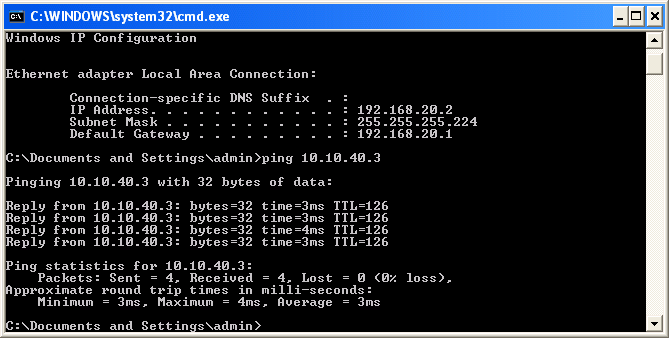 C:\WINDOWS\system32\cmd.exe
Windows IP Configuration
Ethernet adapter Local Area Connection:
Connection-specific DNS Suffix . :
IP Address. . . . . . . . . . . . : 192.168.20.2
Subnet Mask . . . . . . . . . . . : 255.255.255.224
Default Gateway . . . . . . . . . : 192.168.20.1
C:\Documents and Settings\admin>ping 10.10.40.3
Pinging 10.10.40.3 with 32 bytes of data:
Reply from 10.10.40.3: bytes=32 time=3ms TTL=126
Reply from 10.10.40.3: bytes=32 time=3ms TTL=126
Reply from 10.10.40.3: bytes=32 time=4ms TTL=126
Reply from 10.10.40.3: bytes=32 time=3ms TTL=126
Ping statistics for 10.10.40.3:
Packets: Sent = 4, Received = 4, Lost = 0 (0% loss),
Approximate round trip times in milli-seconds:
Minimum = 3ms, Maximum = 4ms, Average = 3ms
C:\Documents and Settings\admin>